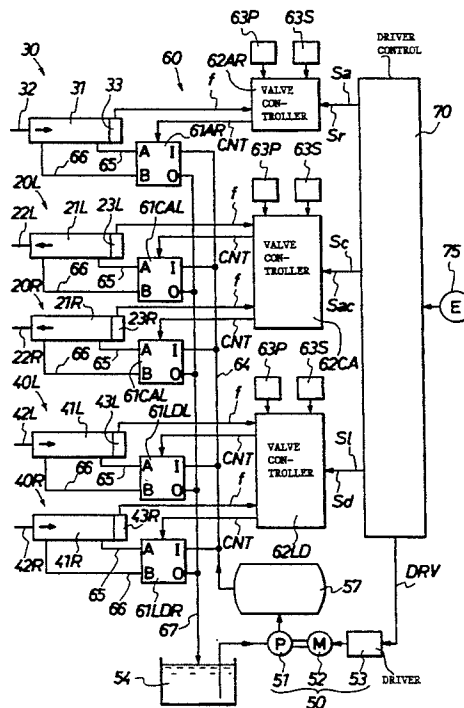 63P 63S DRIVER CONTROL
30 60 62AR
VALVE CON- TROLLER
f Sa 70
32 31 33
CNT Sr
61AR
A I
B O
66 65
63P 63S
20L
22L 21L 23L 61CAL f
CNT Sc
VALVE CON- TROLLER
A I
B O
66 65
f
75
E
20R
21R
Sac
22R 23R CNT
A I
B O
66 65 61CAL 64 62CA
63P 63S
40L
42L 41L 43L 61LDL f
VALVE CON- TROLLER
Sl
A I
B O
66 65 CNT
f
Sd
40R
43R
A I
B O
42R 41R 65 66 61LDR CNT 62LD
67 57 DRV
54 P M
51 52 53 DRIVER
50